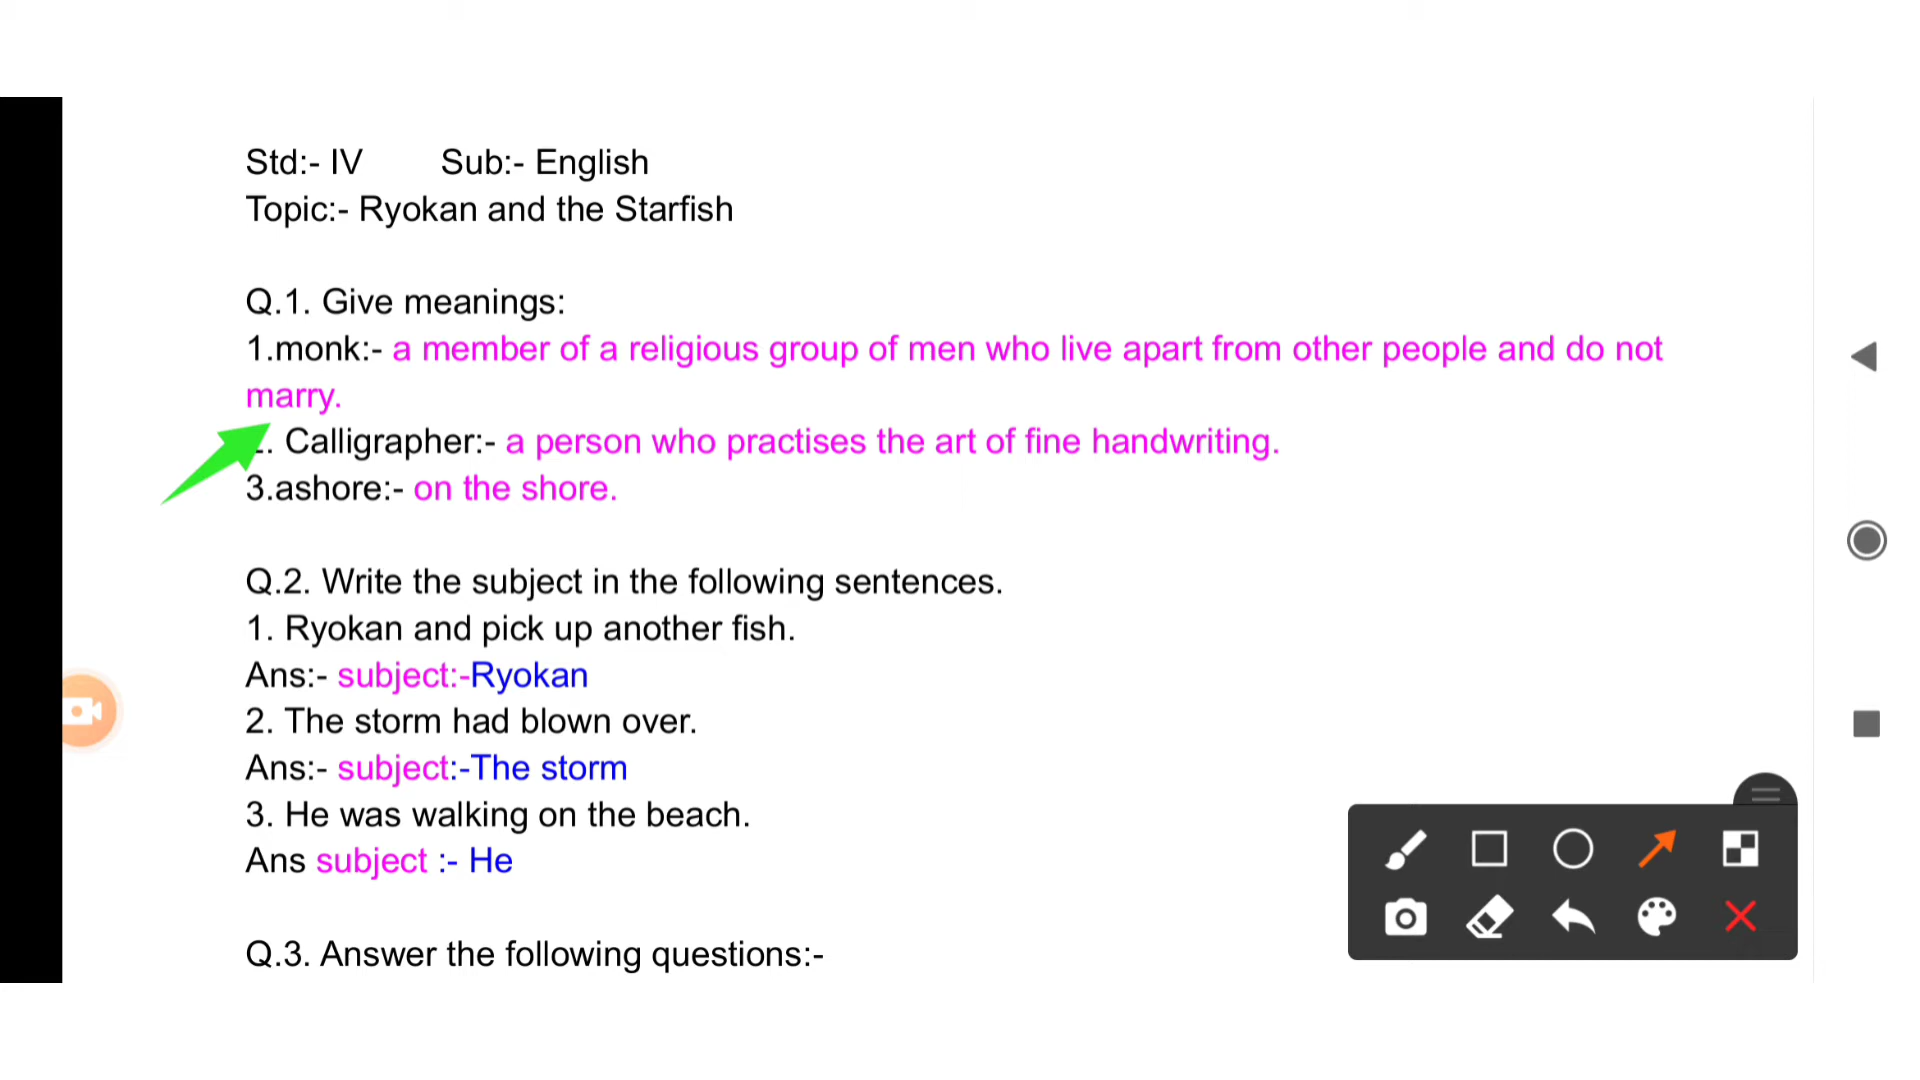 Std:- IV Sub:- English
Topic:- Ryokan and the Starfish
Q.1. Give meanings:
1.monk:- a member of a religious group of men who live apart from other people and do not
marry.
. Calligrapher:- a person who practises the art of fine handwriting.
3.ashore:- on the shore.
Q.2. Write the subject in the following sentences.
1. Ryokan and pick up another fish.
Ans:- subject:-Ryokan
2. The storm had blown over.
Ans:- subject:-The storm
3. He was walking on the beach.
Ans subject :- He
Q.3. Answer the following questions:-